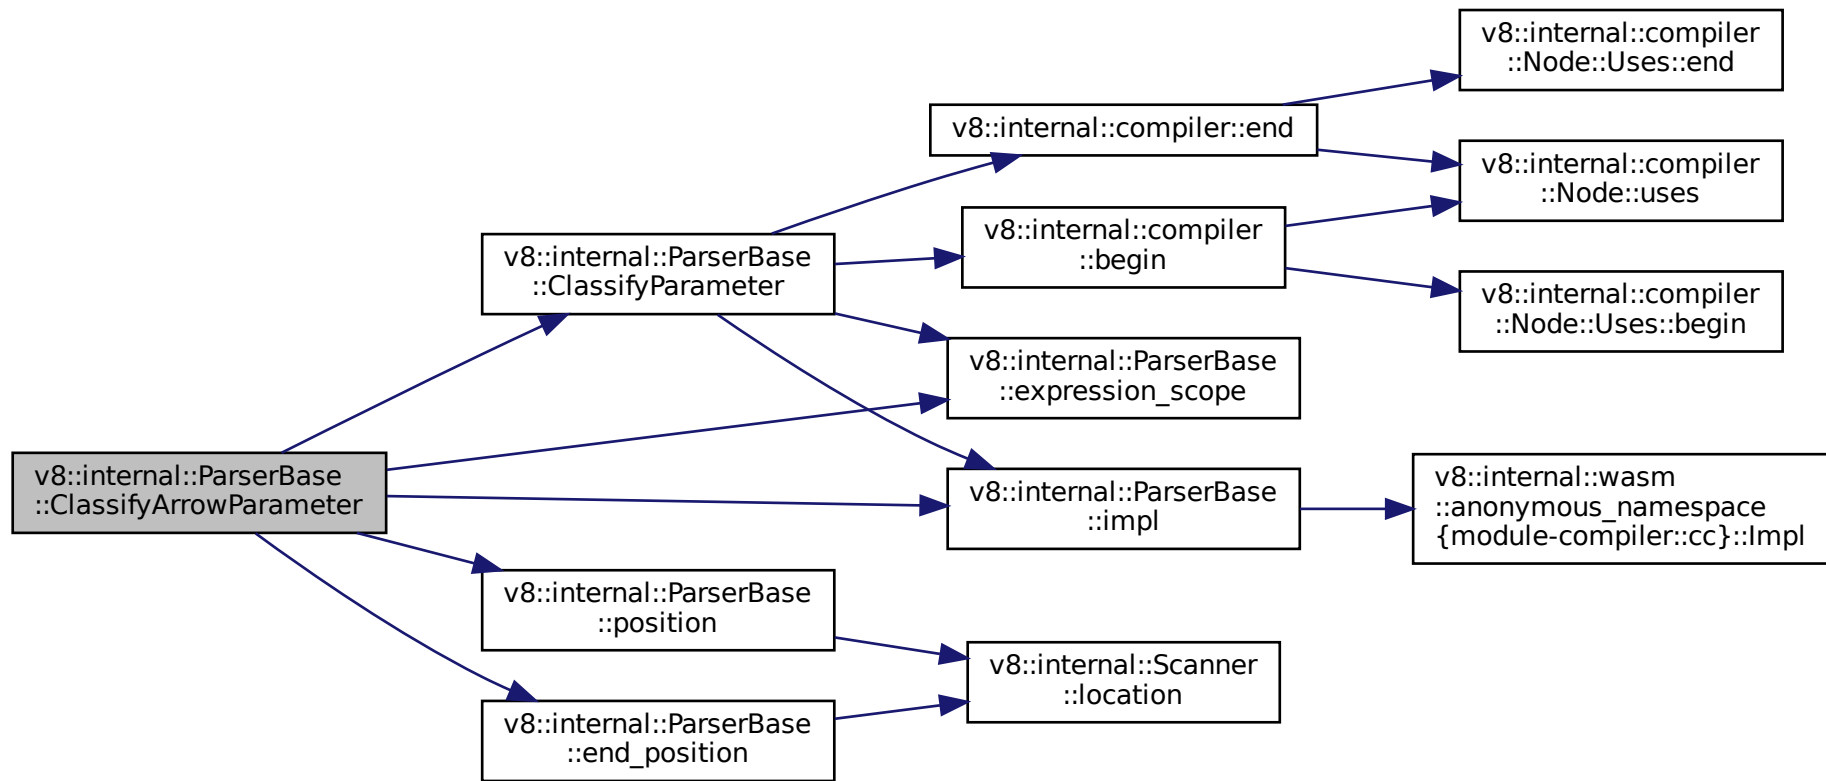 v8::internal::ParserBase
::ClassifyArrowParameter
v8::internal::ParserBase
::ClassifyParameter
v8::internal::compiler::end
v8::internal::compiler
::Node::Uses::end
v8::internal::compiler
::Node::uses
v8::internal::compiler
::begin
v8::internal::compiler
::Node::Uses::begin
v8::internal::ParserBase
::expression_scope
v8::internal::ParserBase
::impl
v8::internal::wasm
::anonymous_namespace
{module-compiler::cc}::Impl
v8::internal::ParserBase
::position
v8::internal::Scanner
::location
v8::internal::ParserBase
::end_position